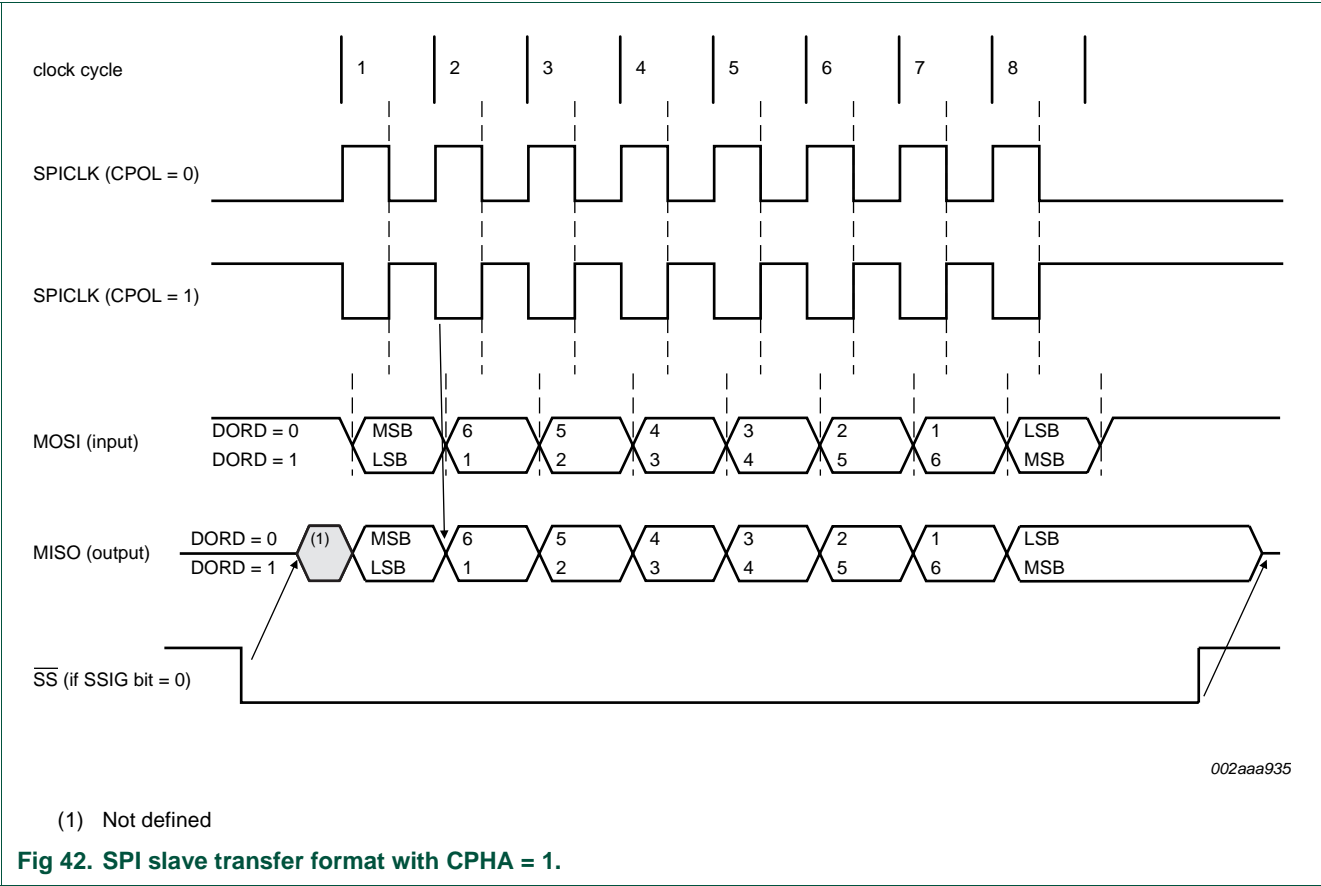 clock cycle 1 2 3 4 5 6 7 8
SPICLK (CPOL = 0)
SPICLK (CPOL = 1)
MOSI (input)
DORD = 0 MSB 6 5 4 3 2 1 LSB
DORD = 1 LSB 1 2 3 4 5 6 MSB
MISO (output)
DORD = 0 (1) MSB 6 5 4 3 2 1 LSB
DORD = 1 LSB 1 2 3 4 5 6 MSB
SS (if SSIG bit = 0)
002aaa935
(1) Not defined
Fig 42. SPI slave transfer format with CPHA = 1.